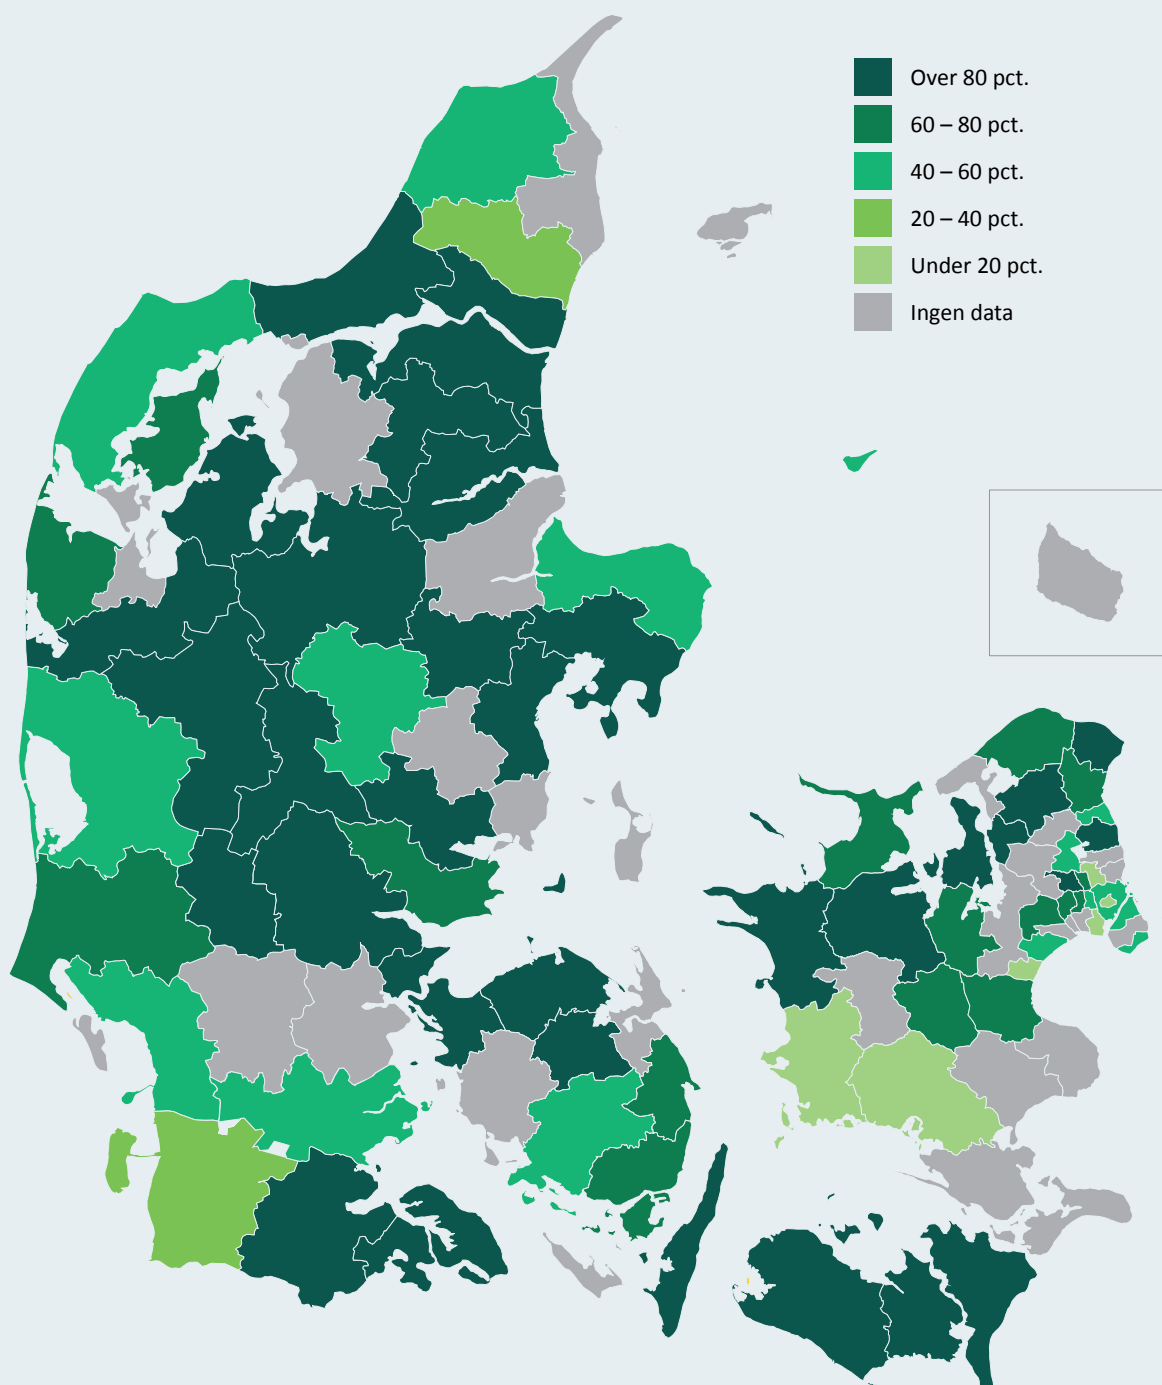 Over 80 pct.
60 – 80 pct.
40 – 60 pct.
20 – 40 pct.
Under 20 pct.
Ingen data